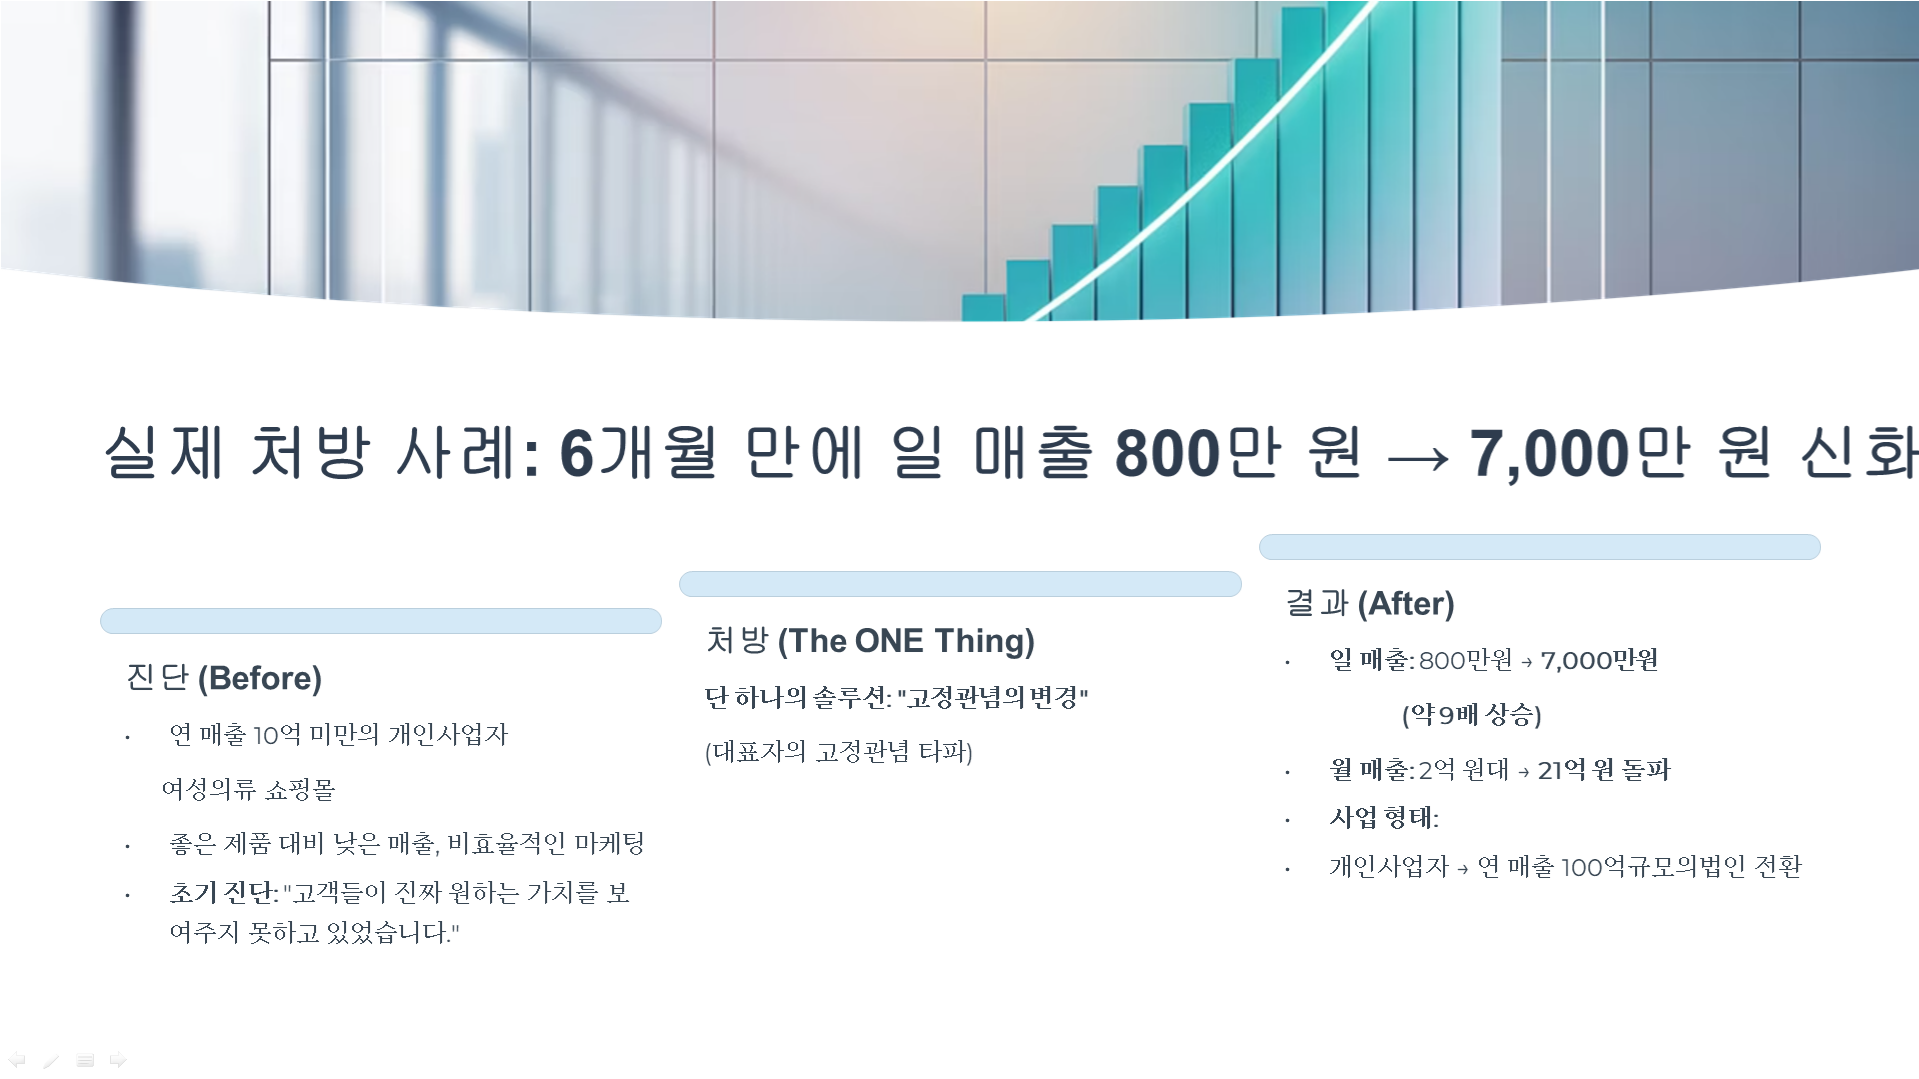 실제 처방 사례: 6개월 만에 일 매출 800만 원 → 7,000만 원 신화
진단 (Before)
• 연 매출 10억 미만의 개인사업자
여성의류 쇼핑몰
• 좋은 제품 대비 낮은 매출, 비효율적인 마케팅
• 초기 진단: "고객들이 진짜 원하는 가치를 보
여주지 못하고 있었습니다."
처방 (The ONE Thing)
단 하나의 솔루션: "고정관념의 변경"
(대표자의 고정관념 타파)
결과 (After)
• 일 매출: 800만원 → 7,000만원
(약 9배 상승)
• 월 매출: 2억 원대 → 21억 원 돌파
• 사업 형태:
• 개인사업자 → 연 매출 100억규모의법인 전환